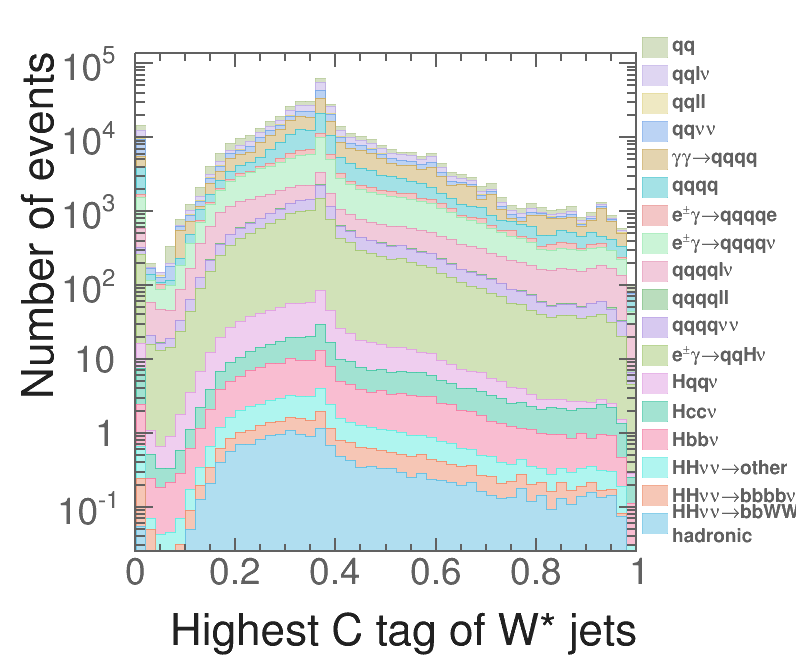 Number of events
10^5
10^4
10^3
10^2
10
1
10^-1
0 0.2 0.4 0.6 0.8 1
Highest C tag of W* jets
qq
qqlν
qqll
qqνν
γγ→qqqq
qqqq
e±γ→qqqqe
e±γ→qqqqν
qqqqlν
qqqqll
qqqqνν
e±γ→qqHν
Hqqν
Hccν
Hbbν
HHνν→other
HHνν→bbbbν
HHνν→bbWW
hadronic